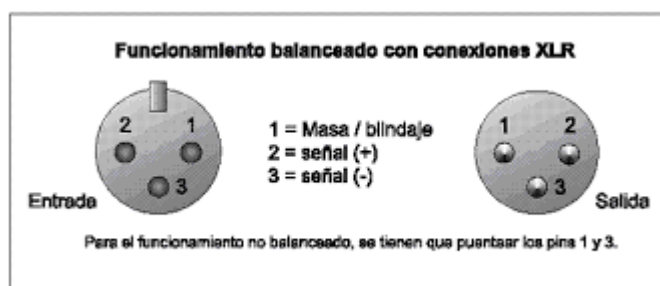 Funcionamiento balanceado con conexiones XLR
2 1
3
Entrada
1 = Masa / blindaje
2 = señal (+)
3 = señal (-)
1 2
3
Salida
Para el funcionamiento no balanceado, se tienen que puentear los pins 1 y 3.